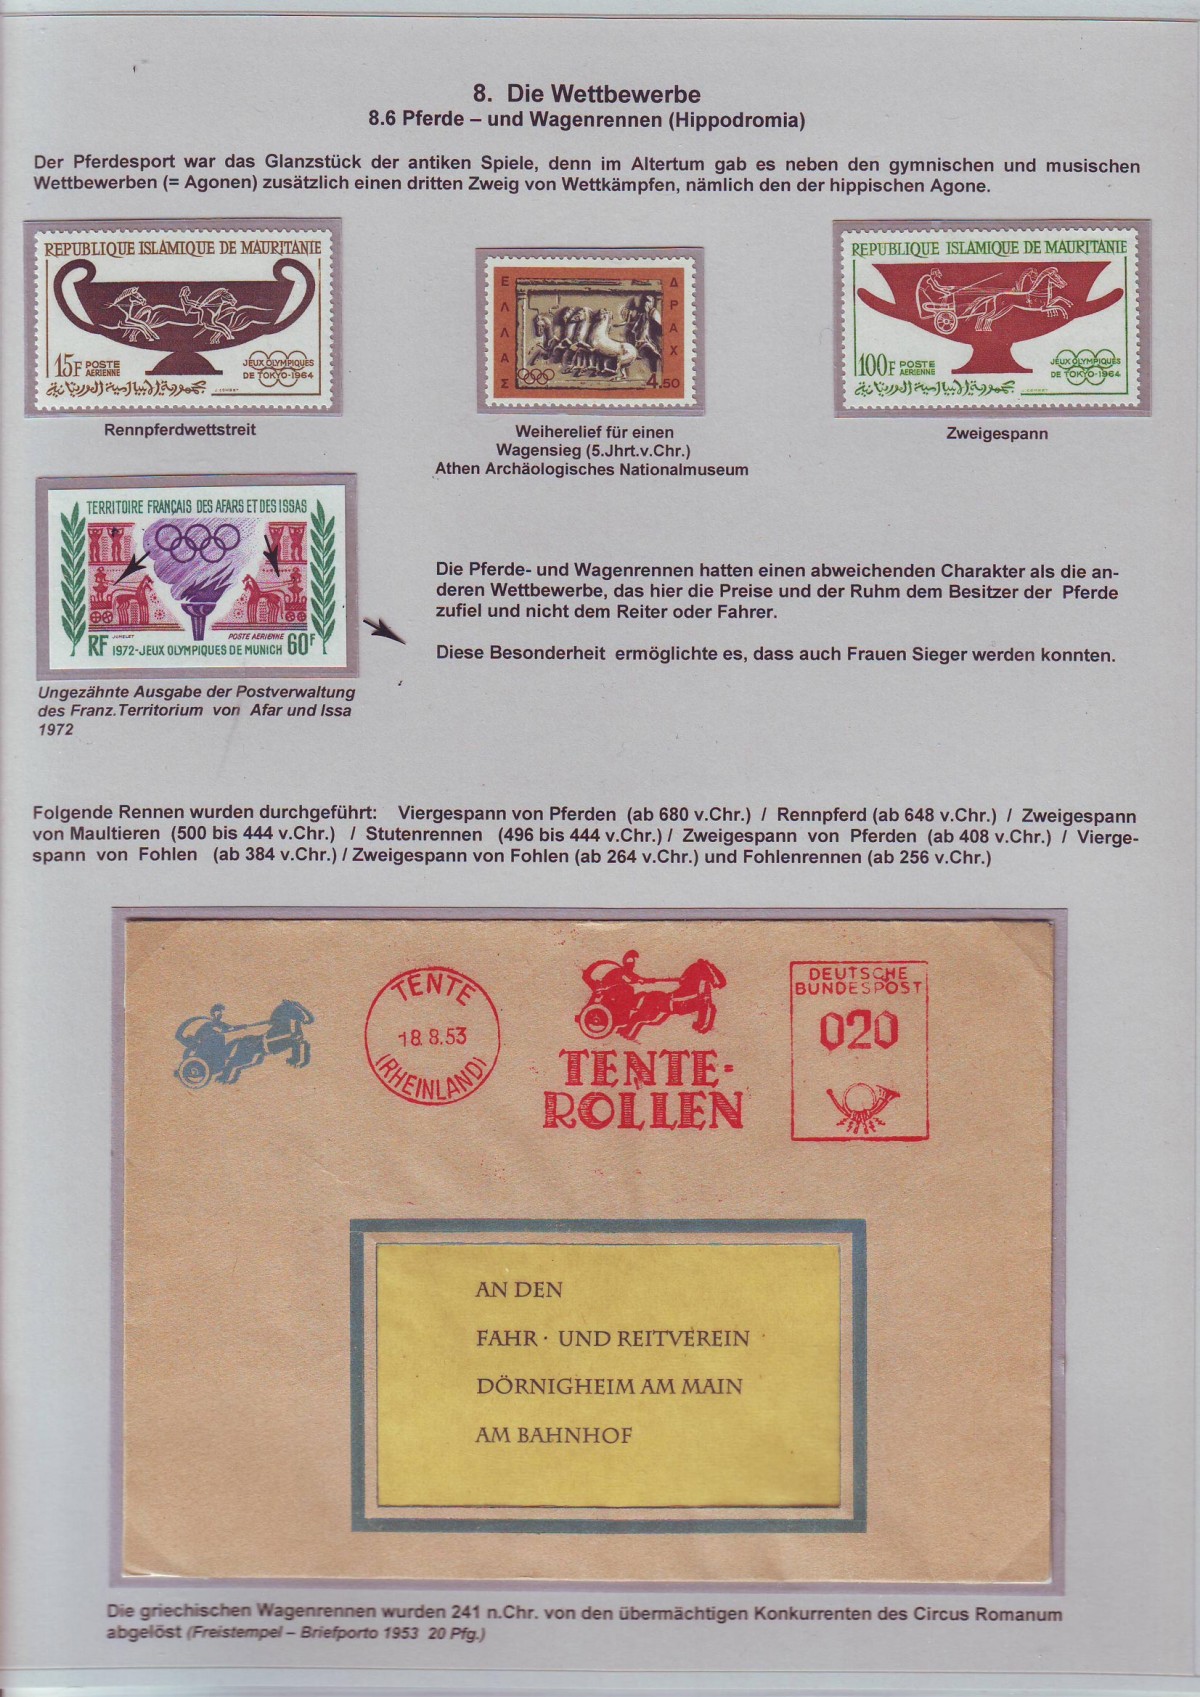 8. Die Wettbewerbe
8.6 Pferde – und Wagenrennen (Hippodromia)
Der Pferdesport war das Glanzstück der antiken Spiele, denn im Altertum gab es neben den gymnischen und musischen
Wettbewerben (= Agonen) zusätzlich einen dritten Zweig von Wettkämpfen, nämlich den der hippischen Agone.
REPUBLIQUE ISLAMIQUE DE MAURITANIE
15F POSTE AÉRIENNE
JEUX OLYMPIQUES
DE TOKYO-1964
Rennpferdwettstreit
ΕΛΛΑΣ
ΔΡΑΧ
4.50
Weiherelief für einen
Wagensieg (5.Jhrt.v.Chr.)
Athen Archäologisches Nationalmuseum
REPUBLIQUE ISLAMIQUE DE MAURITANIE
100F POSTE AÉRIENNE
JEUX OLYMPIQUES
DE TOKYO-1964
Zweigespann
TERRITOIRE FRANÇAIS DES AFARS ET DES ISSAS
POSTE AÉRIENNE
RF 1972-JEUX OLYMPIQUES DE MUNICH 60F
Ungezähnte Ausgabe der Postverwaltung
des Franz.Territorium von Afar und Issa
1972
Die Pferde- und Wagenrennen hatten einen abweichenden Charakter als die an-
deren Wettbewerbe, das hier die Preise und der Ruhm dem Besitzer der Pferde
zufiel und nicht dem Reiter oder Fahrer.
Diese Besonderheit ermöglichte es, dass auch Frauen Sieger werden konnten.
Folgende Rennen wurden durchgeführt: Viergespann von Pferden (ab 680 v.Chr.) / Rennpferd (ab 648 v.Chr.) / Zweigespann
von Maultieren (500 bis 444 v.Chr.) / Stutenrennen (496 bis 444 v.Chr.) / Zweigespann von Pferden (ab 408 v.Chr.) / Vierge-
spann von Fohlen (ab 384 v.Chr.) / Zweigespann von Fohlen (ab 264 v.Chr.) und Fohlenrennen (ab 256 v.Chr.)
TENTE
18.8.53
(RHEINLAND)
TENTE-
ROLLEN
DEUTSCHE
BUNDESPOST
020
AN DEN
FAHR · UND REITVEREIN
DÖRNIGHEIM AM MAIN
AM BAHNHOF
Die griechischen Wagenrennen wurden 241 n.Chr. von den übermächtigen Konkurrenten des Circus Romanum
abgelöst (Freistempel – Briefporto 1953 20 Pfg.)